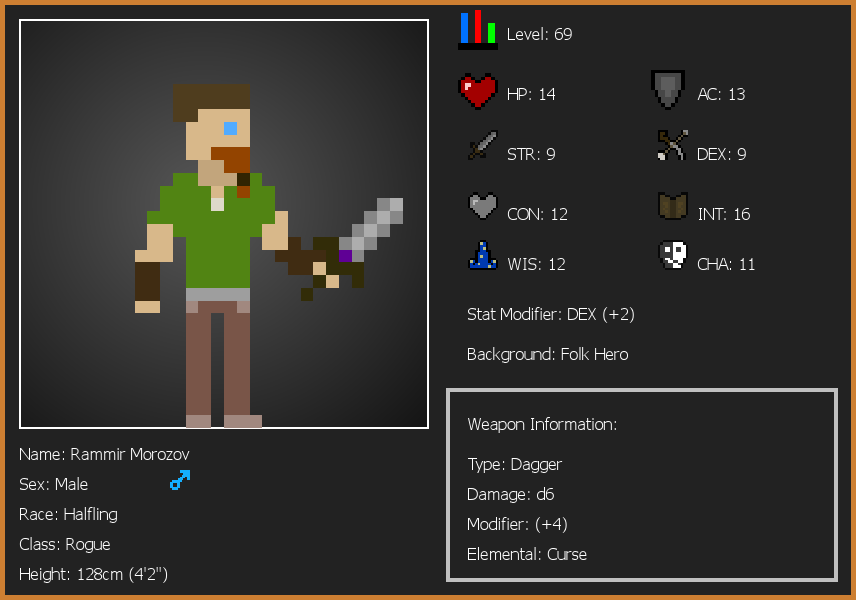 Level: 69
HP: 14
AC: 13
STR: 9
DEX: 9
CON: 12
INT: 16
WIS: 12
CHA: 11
Stat Modifier: DEX (+2)
Background: Folk Hero
Weapon Information:
Type: Dagger
Damage: d6
Modifier: (+4)
Elemental: Curse
Name: Rammir Morozov
Sex: Male
Race: Halfling
Class: Rogue
Height: 128cm (4'2")